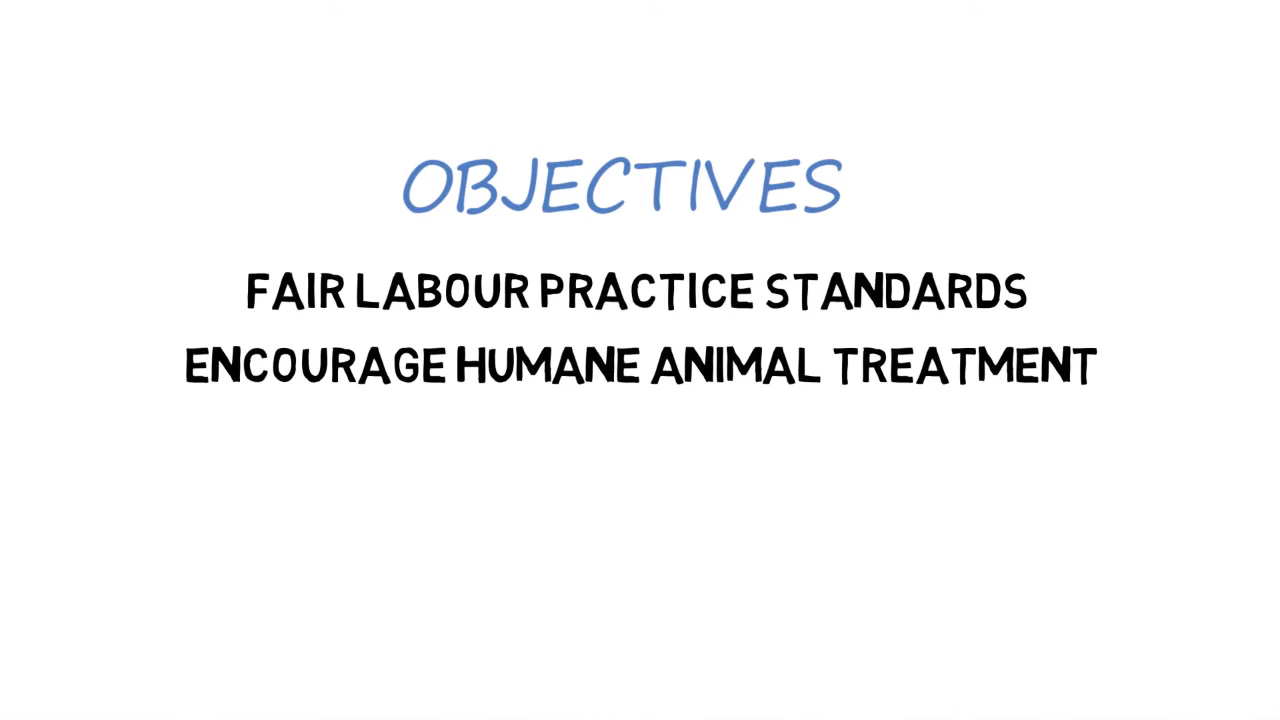 OBJECTIVES
FAIR LABOUR PRACTICE STANDARDS
ENCOURAGE HUMANE ANIMAL TREATMENT